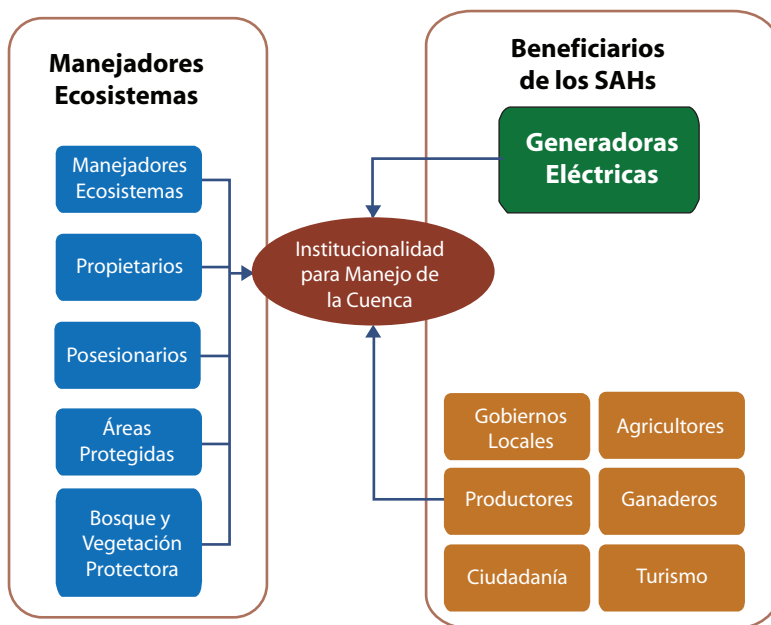 Manejadores
Ecosistemas
Manejadores
Ecosistemas
Propietarios
Posesionarios
Áreas
Protegidas
Bosque y
Vegetación
Protectora
Institucionalidad
para Manejo de
la Cuenca
Beneficiarios
de los SAHs
Generadoras
Eléctricas
Gobiernos
Locales
Agricultores
Productores
Ganaderos
Ciudadanía
Turismo